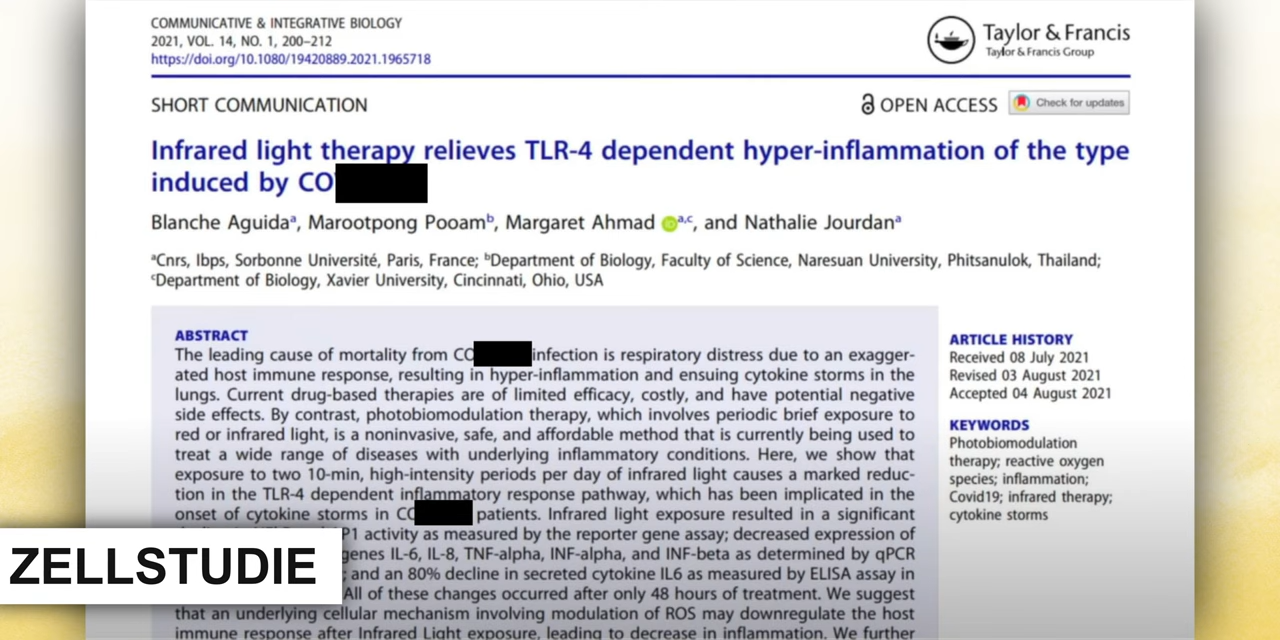 COMMUNICATIVE & INTEGRATIVE BIOLOGY
2021, VOL. 14, NO. 1, 200–212
https://doi.org/10.1080/19420889.2021.1965718
Taylor & Francis
Taylor & Francis Group
SHORT COMMUNICATION
OPEN ACCESS
Check for updates
Infrared light therapy relieves TLR-4 dependent hyper-inflammation of the type
induced by CO
Blanche Aguidaᵃ, Marootpong Pooamᵇ, Margaret Ahmad ᵃ,ᶜ, and Nathalie Jourdanᵃ
ᵃCnrs, Ibps, Sorbonne Université, Paris, France; ᵇDepartment of Biology, Faculty of Science, Naresuan University, Phitsanulok, Thailand;
ᶜDepartment of Biology, Xavier University, Cincinnati, Ohio, USA
ABSTRACT
The leading cause of mortality from CO infection is respiratory distress due to an exagger-
ated host immune response, resulting in hyper-inflammation and ensuing cytokine storms in the
lungs. Current drug-based therapies are of limited efficacy, costly, and have potential negative
side effects. By contrast, photobiomodulation therapy, which involves periodic brief exposure to
red or infrared light, is a noninvasive, safe, and affordable method that is currently being used to
treat a wide range of diseases with underlying inflammatory conditions. Here, we show that
exposure to two 10-min, high-intensity periods per day of infrared light causes a marked reduc-
tion in the TLR-4 dependent inflammatory response pathway, which has been implicated in the
onset of cytokine storms in CO patients. Infrared light exposure resulted in a significant
P1 activity as measured by the reporter gene assay; decreased expression of
genes IL-6, IL-8, TNF-alpha, INF-alpha, and INF-beta as determined by qPCR
; and an 80% decline in secreted cytokine IL6 as measured by ELISA assay in
All of these changes occurred after only 48 hours of treatment. We suggest
that an underlying cellular mechanism involving modulation of ROS may downregulate the host
immune response after Infrared Light exposure, leading to decrease in inflammation. We further
ARTICLE HISTORY
Received 08 July 2021
Revised 03 August 2021
Accepted 04 August 2021
KEYWORDS
Photobiomodulation
therapy; reactive oxygen
species; inflammation;
Covid19; infrared therapy;
cytokine storms
ZELLSTUDIE